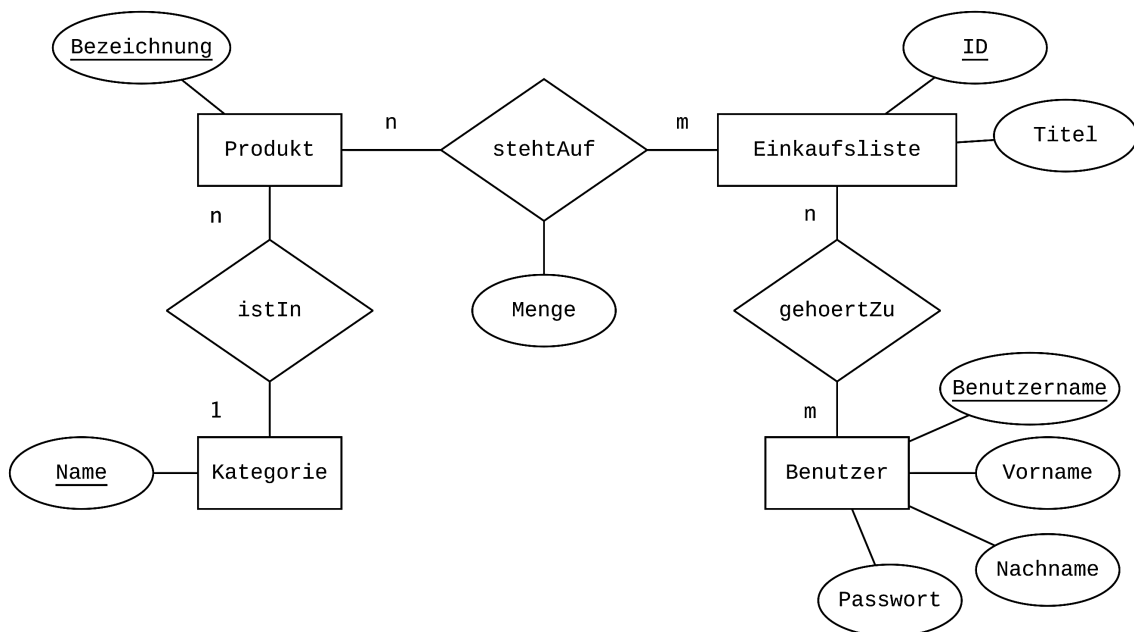 Bezeichnung
ID
n
m
Produkt
stehtAuf
Einkaufsliste
Titel
n
n
istIn
Menge
gehoertZu
Benutzername
1
m
Name
Kategorie
Benutzer
Vorname
Nachname
Passwort